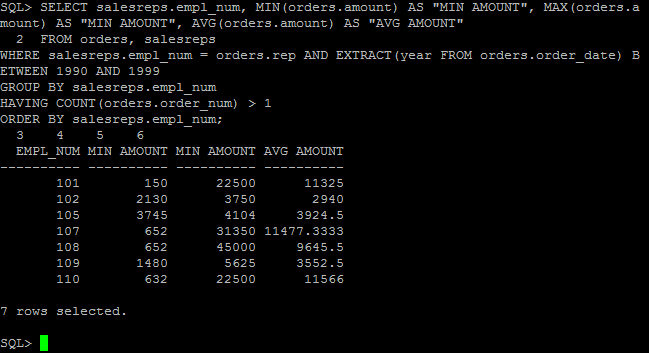 SQL> SELECT salesreps.empl_num, MIN(orders.amount) AS "MIN AMOUNT", MAX(orders.a
mount) AS "MIN AMOUNT", AVG(orders.amount) AS "AVG AMOUNT"
  2  FROM orders, salesreps
WHERE salesreps.empl_num = orders.rep AND EXTRACT(year FROM orders.order_date) B
ETWEEN 1990 AND 1999
GROUP BY salesreps.empl_num
HAVING COUNT(orders.order_num) > 1
ORDER BY salesreps.empl_num;
  3    4    5    6
  EMPL_NUM MIN AMOUNT MIN AMOUNT AVG AMOUNT
---------- ---------- ---------- ----------
       101        150      22500      11325
       102       2130       3750       2940
       105       3745       4104     3924.5
       107        652      31350 11477.3333
       108        652      45000     9645.5
       109       1480       5625     3552.5
       110        632      22500      11566
7 rows selected.
SQL>